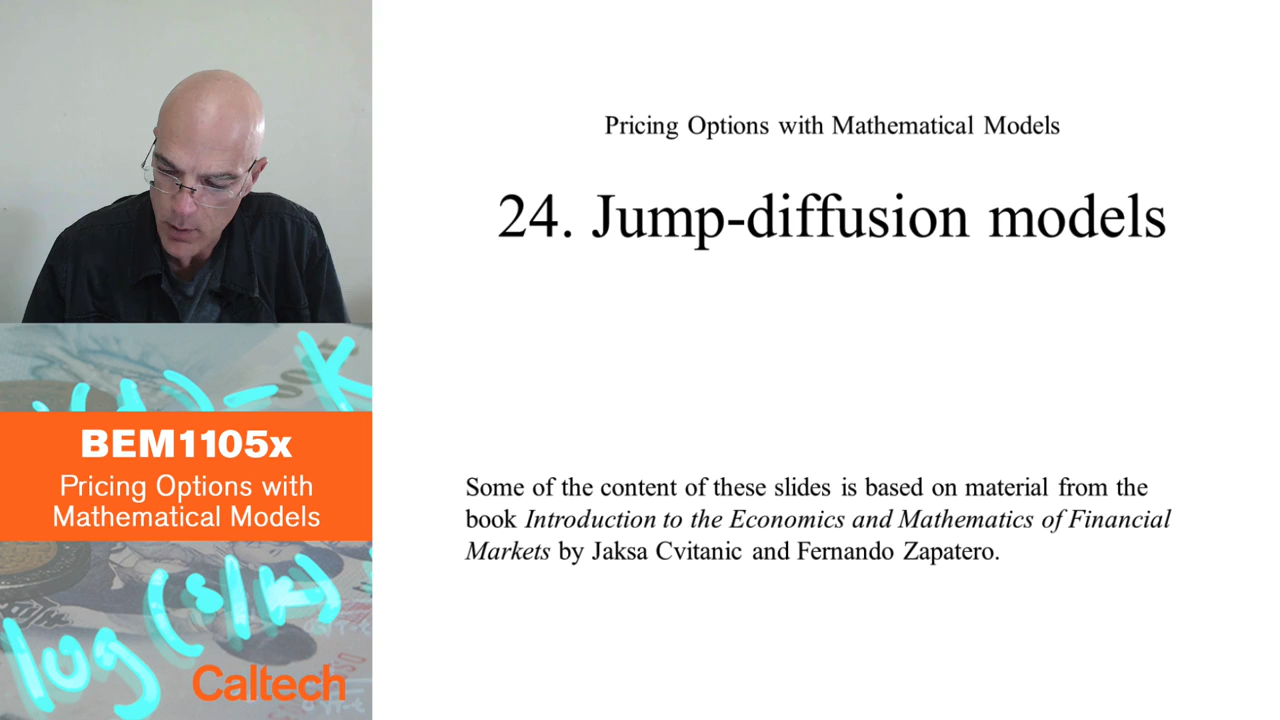 Pricing Options with Mathematical Models
24. Jump-diffusion models
Some of the content of these slides is based on material from the
book Introduction to the Economics and Mathematics of Financial
Markets by Jaksa Cvitanic and Fernando Zapatero.
BEM1105x
Pricing Options with
Mathematical Models
log (s/k)
Caltech